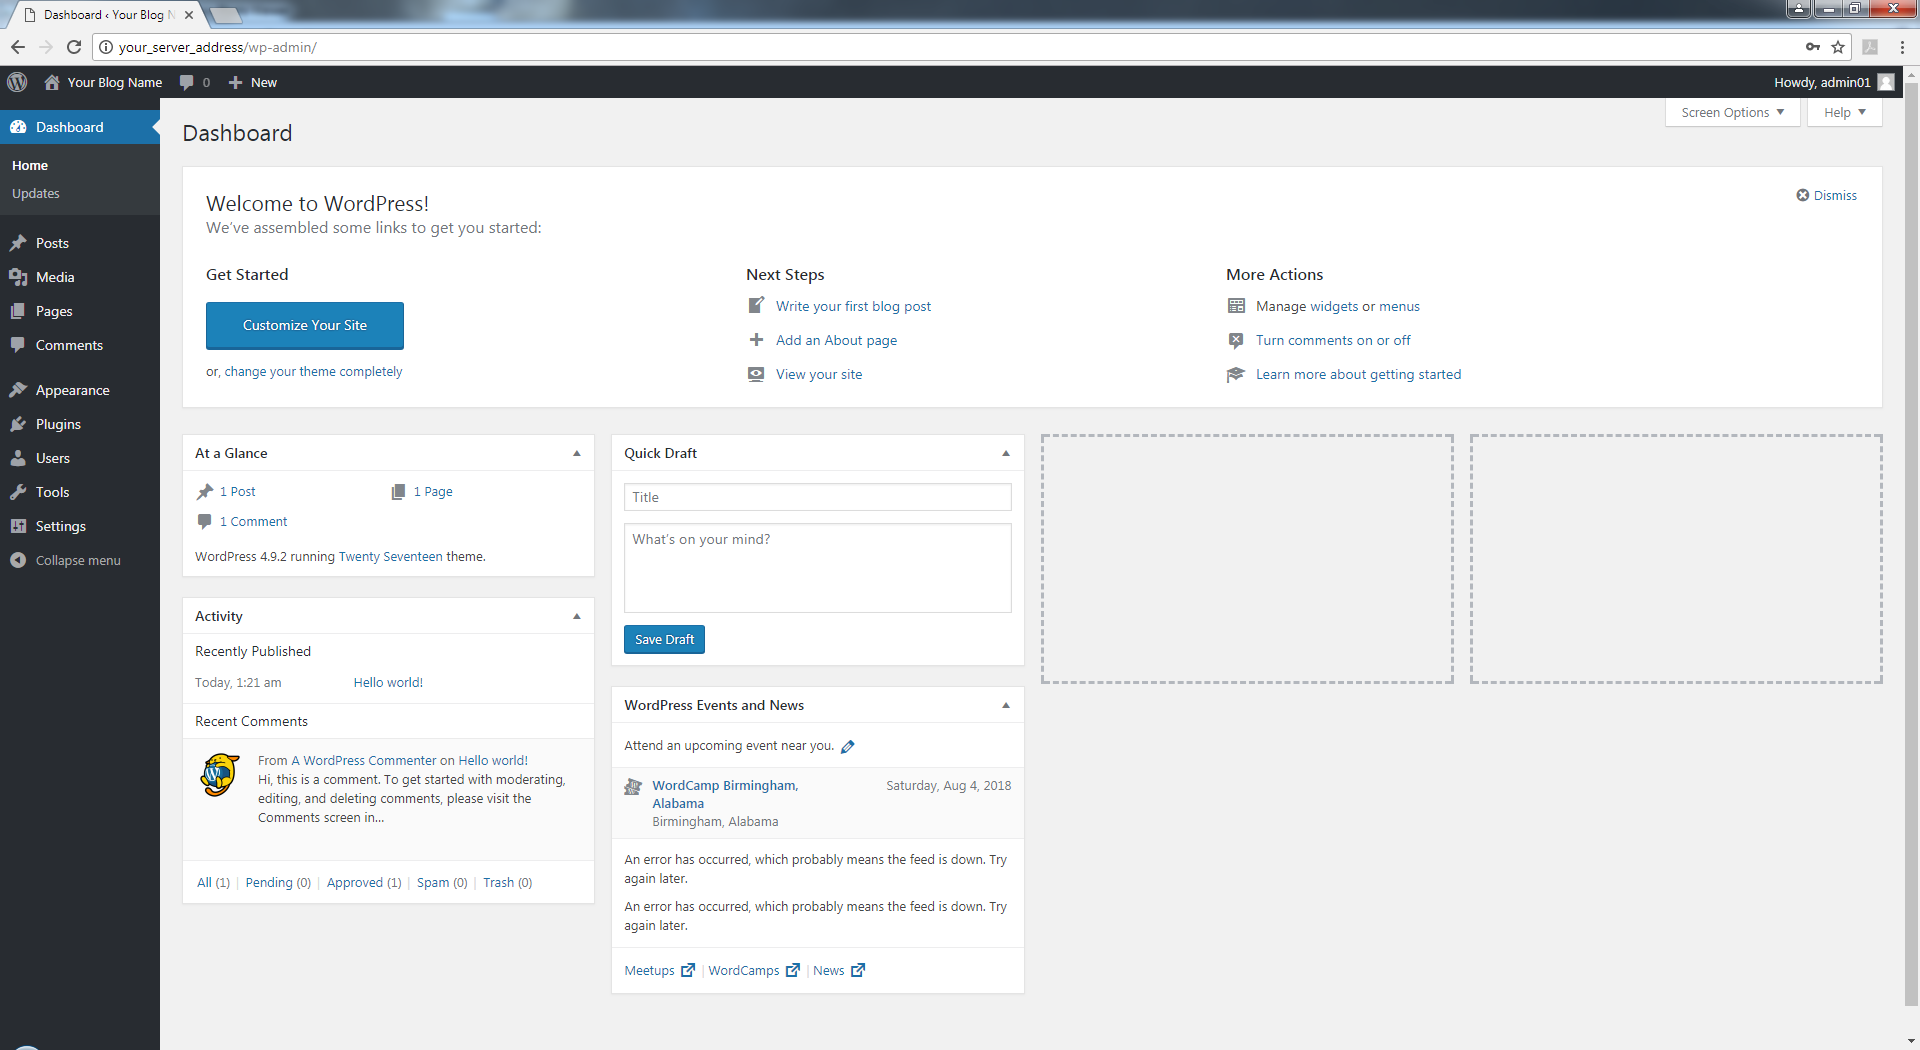 Dashboard ‹ Your Blog N
your_server_address/wp-admin/
Your Blog Name 0 New Howdy, admin01
Screen Options Help
Dashboard
Home
Updates
Posts
Media
Pages
Comments
Appearance
Plugins
Users
Tools
Settings
Collapse menu
Dashboard
Welcome to WordPress!
Dismiss
We've assembled some links to get you started:
Get Started
Customize Your Site
or, change your theme completely
Next Steps
Write your first blog post
Add an About page
View your site
More Actions
Manage widgets or menus
Turn comments on or off
Learn more about getting started
At a Glance
1 Post 1 Page
1 Comment
WordPress 4.9.2 running Twenty Seventeen theme.
Activity
Recently Published
Today, 1:21 am Hello world!
Recent Comments
From A WordPress Commenter on Hello world!
Hi, this is a comment. To get started with moderating,
editing, and deleting comments, please visit the
Comments screen in...
All (1) | Pending (0) | Approved (1) | Spam (0) | Trash (0)
Quick Draft
Title
What's on your mind?
Save Draft
WordPress Events and News
Attend an upcoming event near you.
WordCamp Birmingham, Saturday, Aug 4, 2018
Alabama
Birmingham, Alabama
An error has occurred, which probably means the feed is down. Try
again later.
An error has occurred, which probably means the feed is down. Try
again later.
Meetups | WordCamps | News